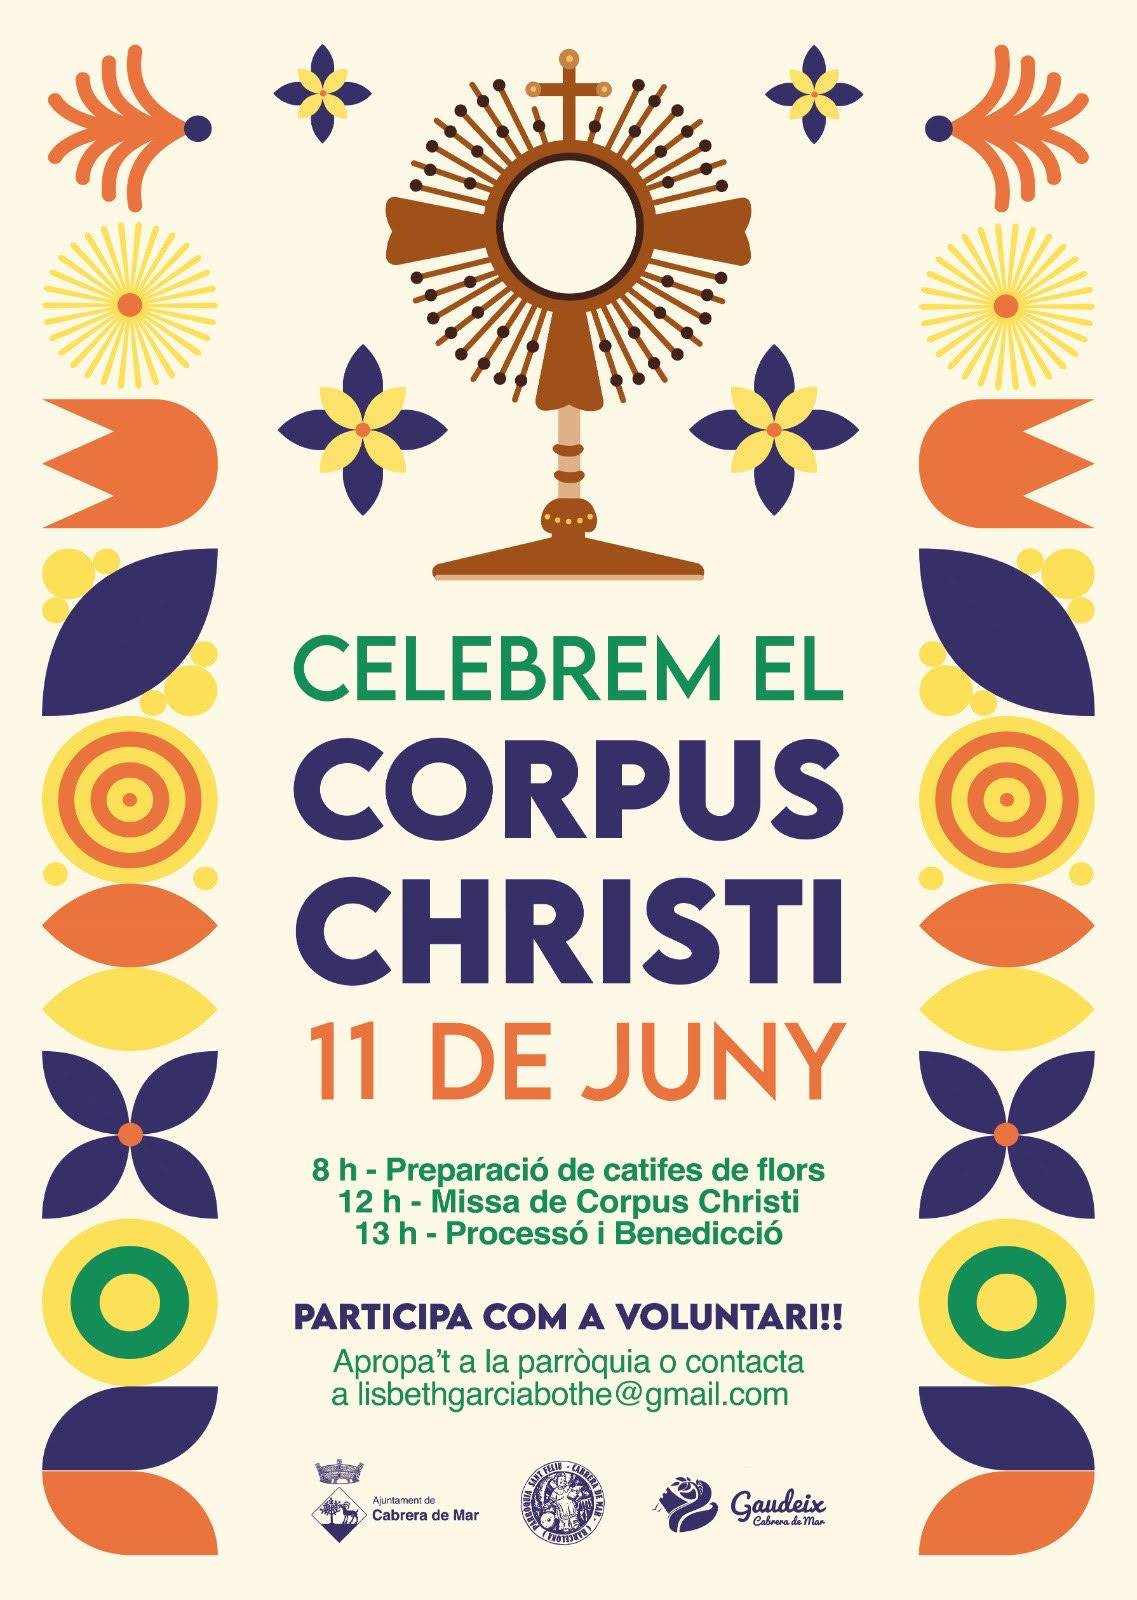 CELEBREM EL
CORPUS
CHRISTI
11 DE JUNY
8 h - Preparació de catifes de flors
12 h - Missa de Corpus Christi
13 h - Processó i Benedicció
PARTICIPA COM A VOLUNTARI!!
Apropa't a la parròquia o contacta
a lisbethgarciabothe@gmail.com
Ajuntament de
Cabrera de Mar
PARROQUIA SANT FELIU - CABRERA DE MAR - (BARCELONA)
Gaudeix
Cabrera de Mar